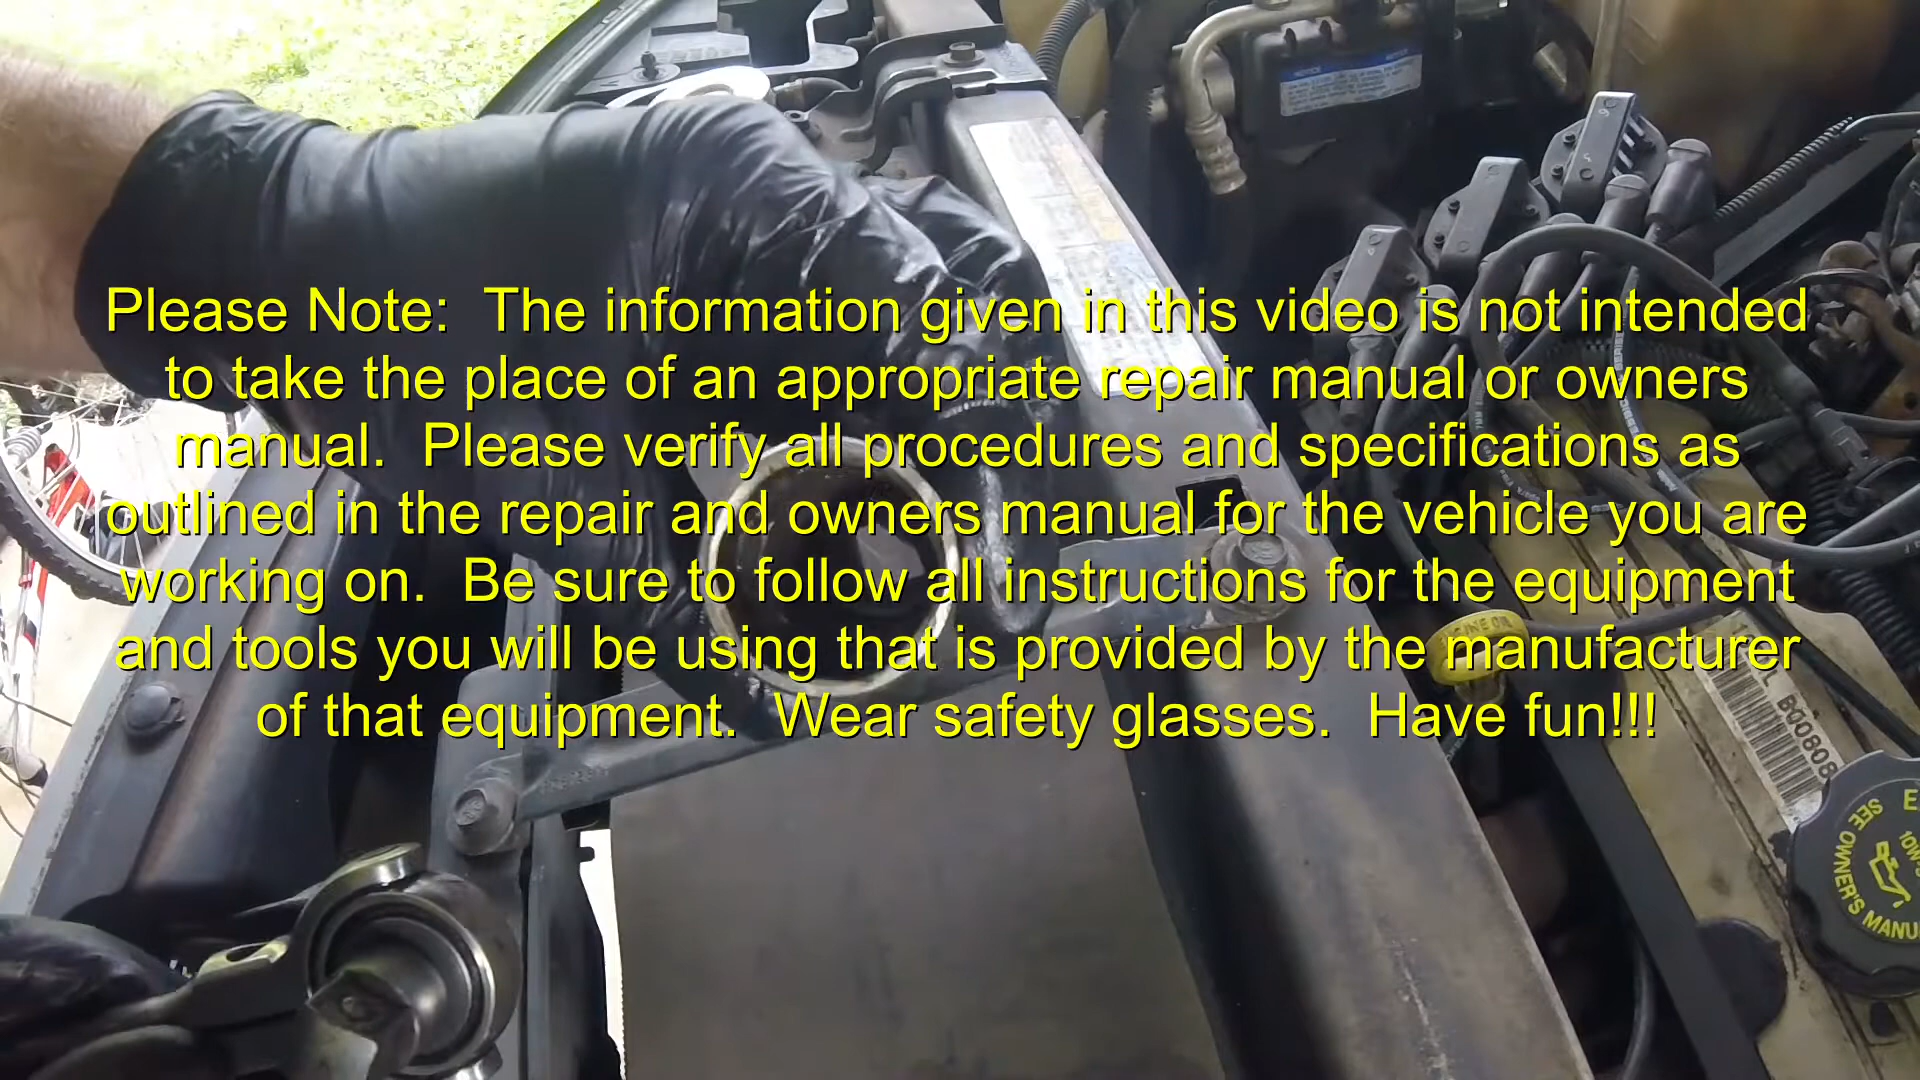 Please Note:  The information given in this video is not intended
to take the place of an appropriate repair manual or owners
manual.  Please verify all procedures and specifications as
outlined in the repair and owners manual for the vehicle you are
working on.  Be sure to follow all instructions for the equipment
and tools you will be using that is provided by the manufacturer
of that equipment.  Wear safety glasses.  Have fun!!!
NOTICE
B00808
SEE OWNER'S MANU
10W